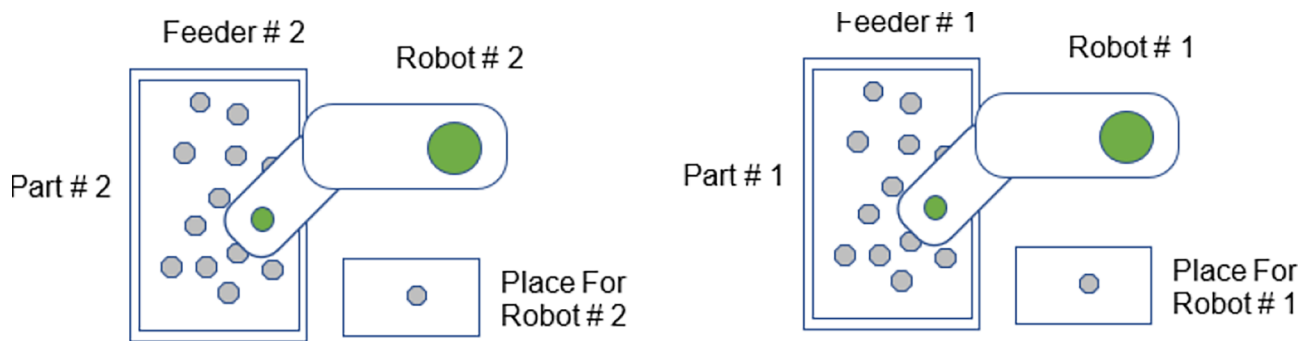 Feeder # 2
Robot # 2
Part # 2
Place For
Robot # 2
Feeder # 1
Robot # 1
Part # 1
Place For
Robot # 1